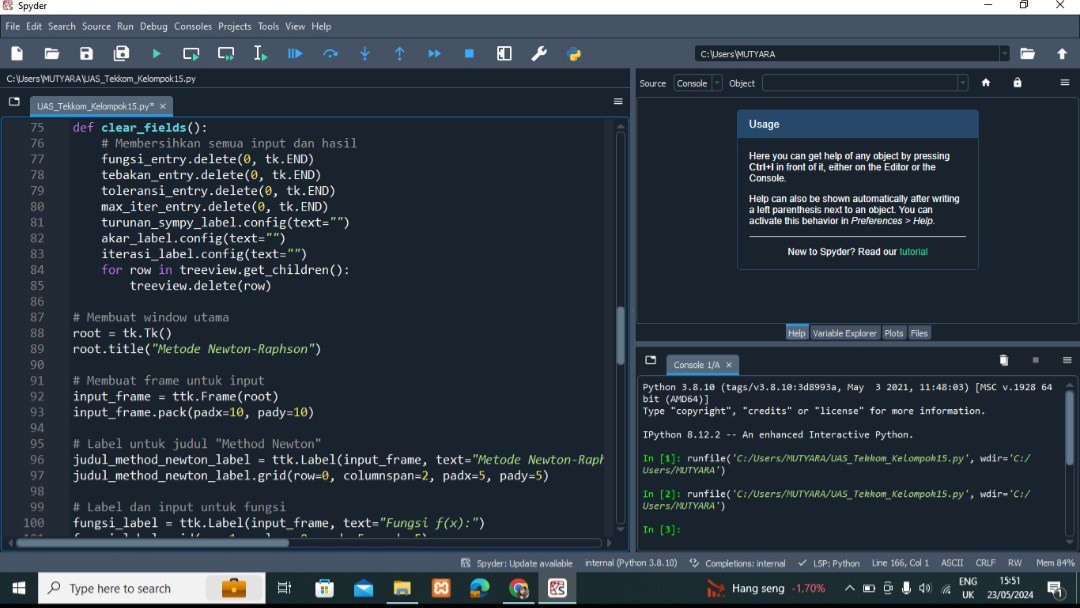 Spyder
File Edit Search Source Run Debug Consoles Projects Tools View Help
C:\Users\MUTYARA
C:\Users\MUTYARA\UAS_Tekkom_Kelompok15.py
UAS_Tekkom_Kelompok15.py*
75 def clear_fields():
76 # Membersihkan semua input dan hasil
77 fungsi_entry.delete(0, tk.END)
78 tebakan_entry.delete(0, tk.END)
79 toleransi_entry.delete(0, tk.END)
80 max_iter_entry.delete(0, tk.END)
81 turunan_sympy_label.config(text="")
82 akar_label.config(text="")
83 iterasi_label.config(text="")
84 for row in treeview.get_children():
85 treeview.delete(row)
86
87 # Membuat window utama
88 root = tk.Tk()
89 root.title("Metode Newton-Raphson")
90
91 # Membuat frame untuk input
92 input_frame = ttk.Frame(root)
93 input_frame.pack(padx=10, pady=10)
94
95 # Label untuk judul "Method Newton"
96 judul_method_newton_label = ttk.Label(input_frame, text="Metode Newton-Raph
97 judul_method_newton_label.grid(row=0, columnspan=2, padx=5, pady=5)
98
99 # Label dan input untuk fungsi
100 fungsi_label = ttk.Label(input_frame, text="Fungsi f(x):")
Source Console Object
Usage
Here you can get help of any object by pressing
Ctrl+I in front of it, either on the Editor or the
Console.
Help can also be shown automatically after writing
a left parenthesis next to an object. You can
activate this behavior in Preferences > Help.
New to Spyder? Read our tutorial
Help Variable Explorer Plots Files
Console 1/A
Python 3.8.10 (tags/v3.8.10:3d8993a, May 3 2021, 11:48:03) [MSC v.1928 64
bit (AMD64)]
Type "copyright", "credits" or "license" for more information.
IPython 8.12.2 -- An enhanced Interactive Python.
In [1]: runfile('C:/Users/MUTYARA/UAS_Tekkom_Kelompok15.py', wdir='C:/
Users/MUTYARA')
In [2]: runfile('C:/Users/MUTYARA/UAS_Tekkom_Kelompok15.py', wdir='C:/
Users/MUTYARA')
In [3]:
Spyder: Update available internal (Python 3.8.10) Completions: internal LSP: Python Line 166, Col 1 ASCII CRLF RW Mem 84%
Type here to search
Hang seng -1,70%
ENG
UK
15:51
23/05/2024
1